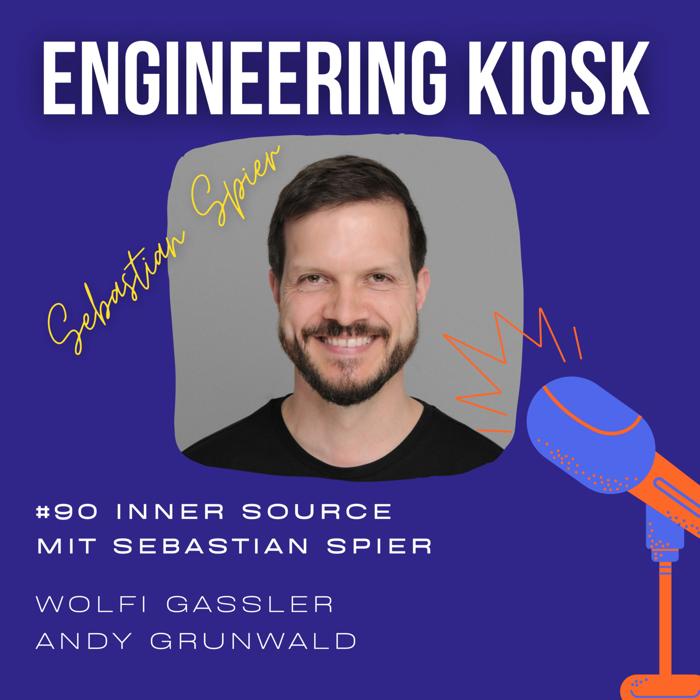 ENGINEERING KIOSK
Sebastian Spier
#90 INNER SOURCE
MIT SEBASTIAN SPIER
WOLFI GASSLER
ANDY GRUNWALD